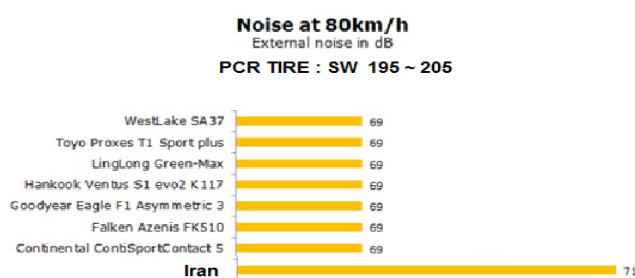 Noise at 80km/h
External noise in dB
PCR TIRE : SW 195 ~ 205
WestLake SA37 69
Toyo Proxes T1 Sport plus 69
LingLong Green-Max 69
Hankook Ventus S1 evo2 K117 69
Goodyear Eagle F1 Asymmetric 3 69
Falken Azenis FK510 69
Continental ContiSportContact 5 69
Iran 71